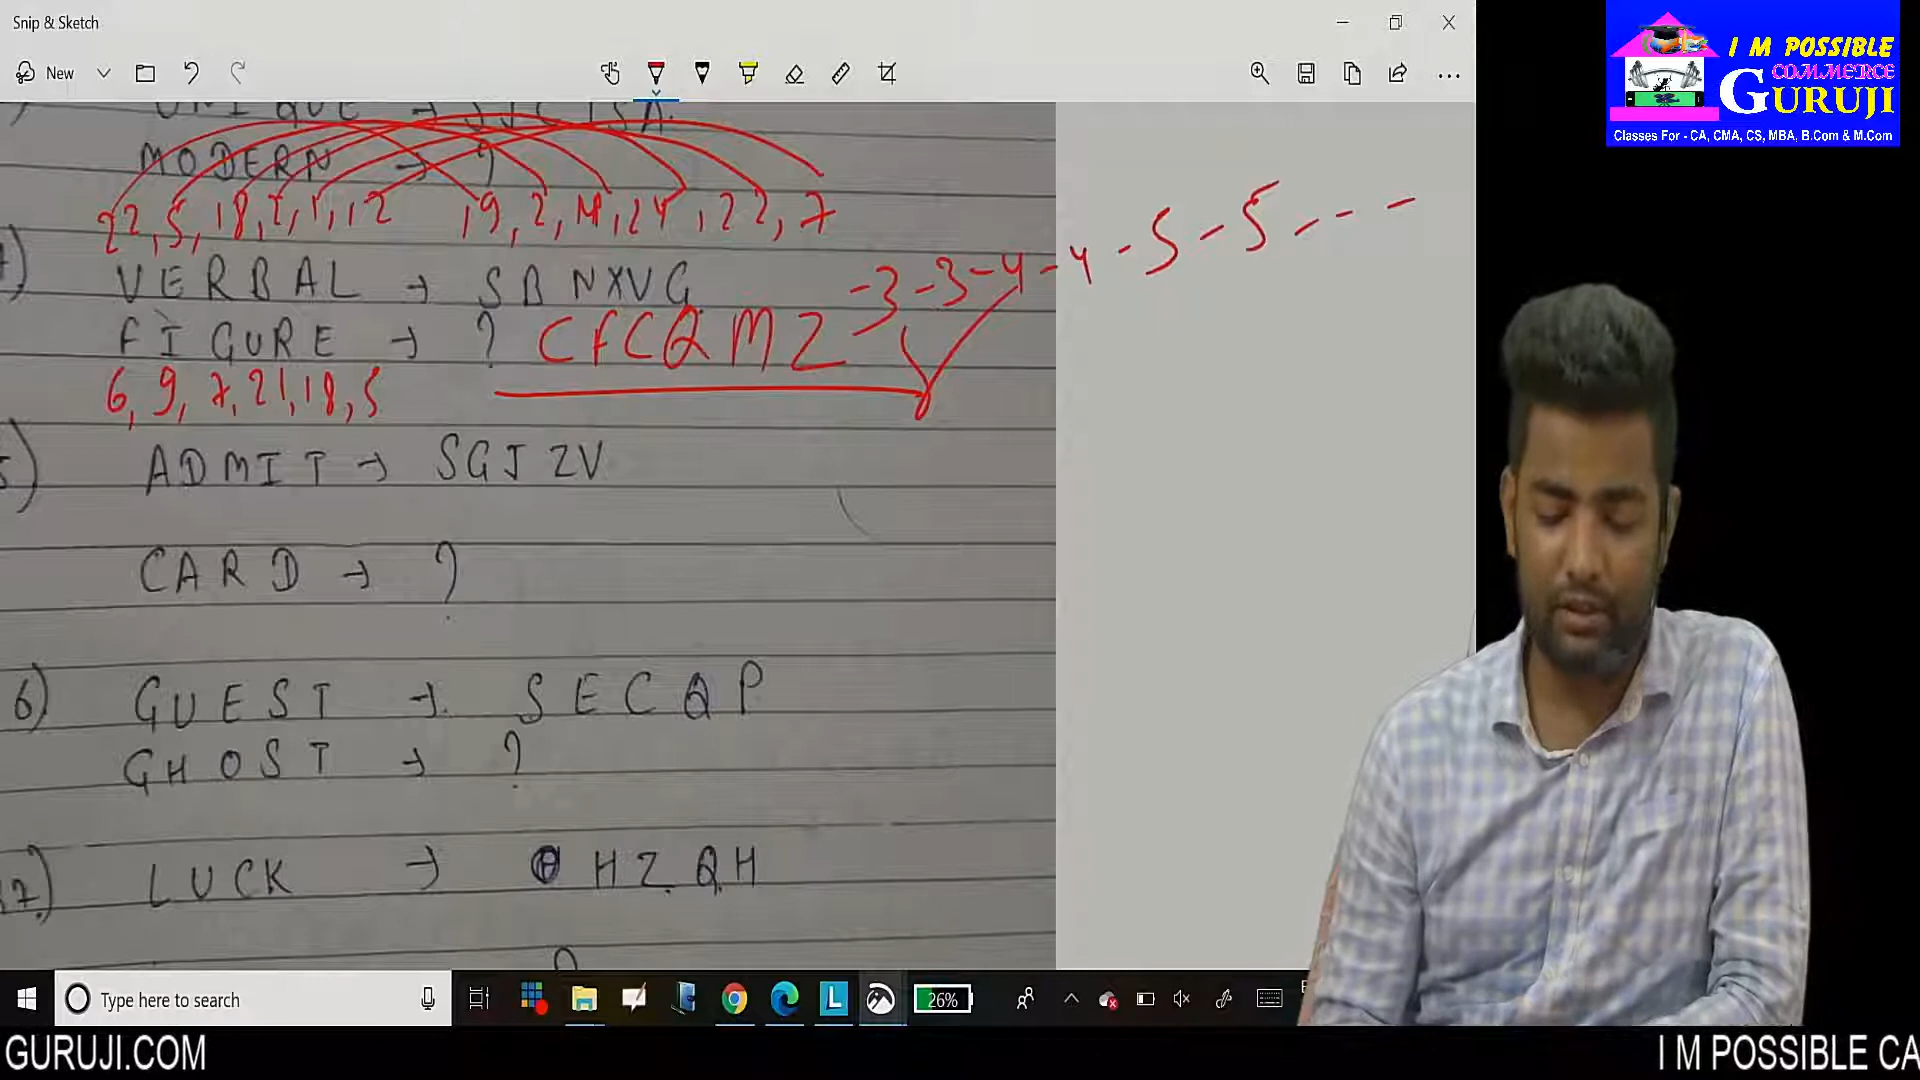 Snip & Sketch
New
I M POSSIBLE
COMMERCE
GURUJI
Classes For - CA, CMA, CS, MBA, B.Com & M.Com
UNIQUE →
MODERN → ?
22, 5, 18, 2, 1, 12 19, 2, 14, 24, 22, 7
VERBAL → SBNXVG
-3 -3 -4 -4 -5 -5 - - -
FIGURE → ? CFCQMZ
6, 9, 7, 21, 18, 5
ADMIT → SGJZV
CARD → ?
6) GUEST → SECQP
GHOST → ?
7) LUCK → HZQH
Type here to search
26%
GURUJI.COM
I M POSSIBLE CA